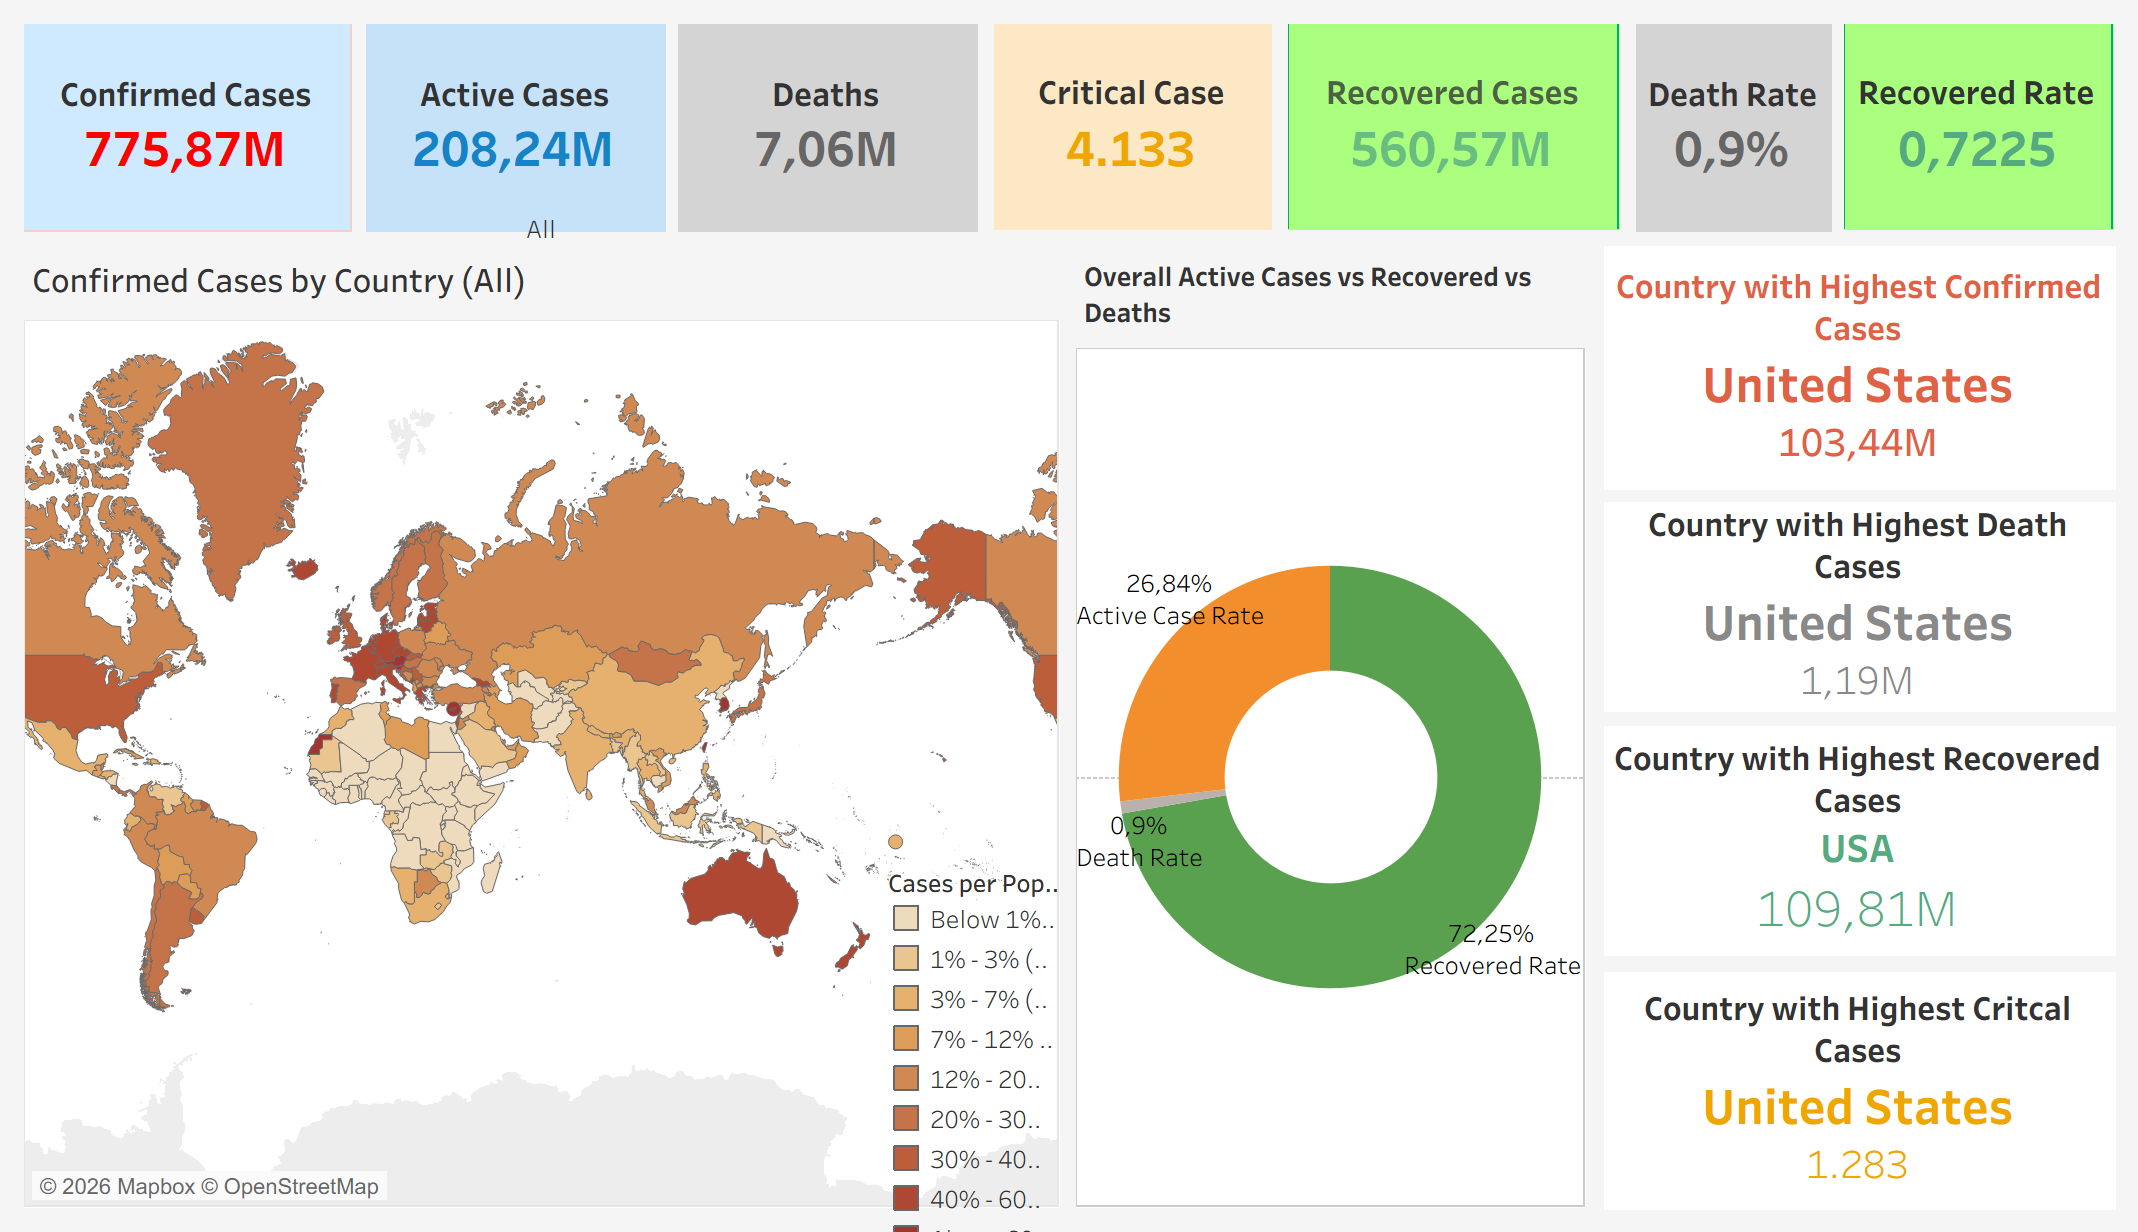 Confirmed Cases
775,87M
Active Cases
208,24M
All
Deaths
7,06M
Critical Case
4.133
Recovered Cases
560,57M
Death Rate
0,9%
Recovered Rate
0,7225
Confirmed Cases by Country (All)
Cases per Pop..
Below 1%..
1% - 3% (..
3% - 7% (..
7% - 12% ..
12% - 20..
20% - 30..
30% - 40..
40% - 60..
© 2026 Mapbox © OpenStreetMap
Overall Active Cases vs Recovered vs
Deaths
26,84%
Active Case Rate
0,9%
Death Rate
72,25%
Recovered Rate
Country with Highest Confirmed
Cases
United States
103,44M
Country with Highest Death
Cases
United States
1,19M
Country with Highest Recovered
Cases
USA
109,81M
Country with Highest Critcal
Cases
United States
1.283